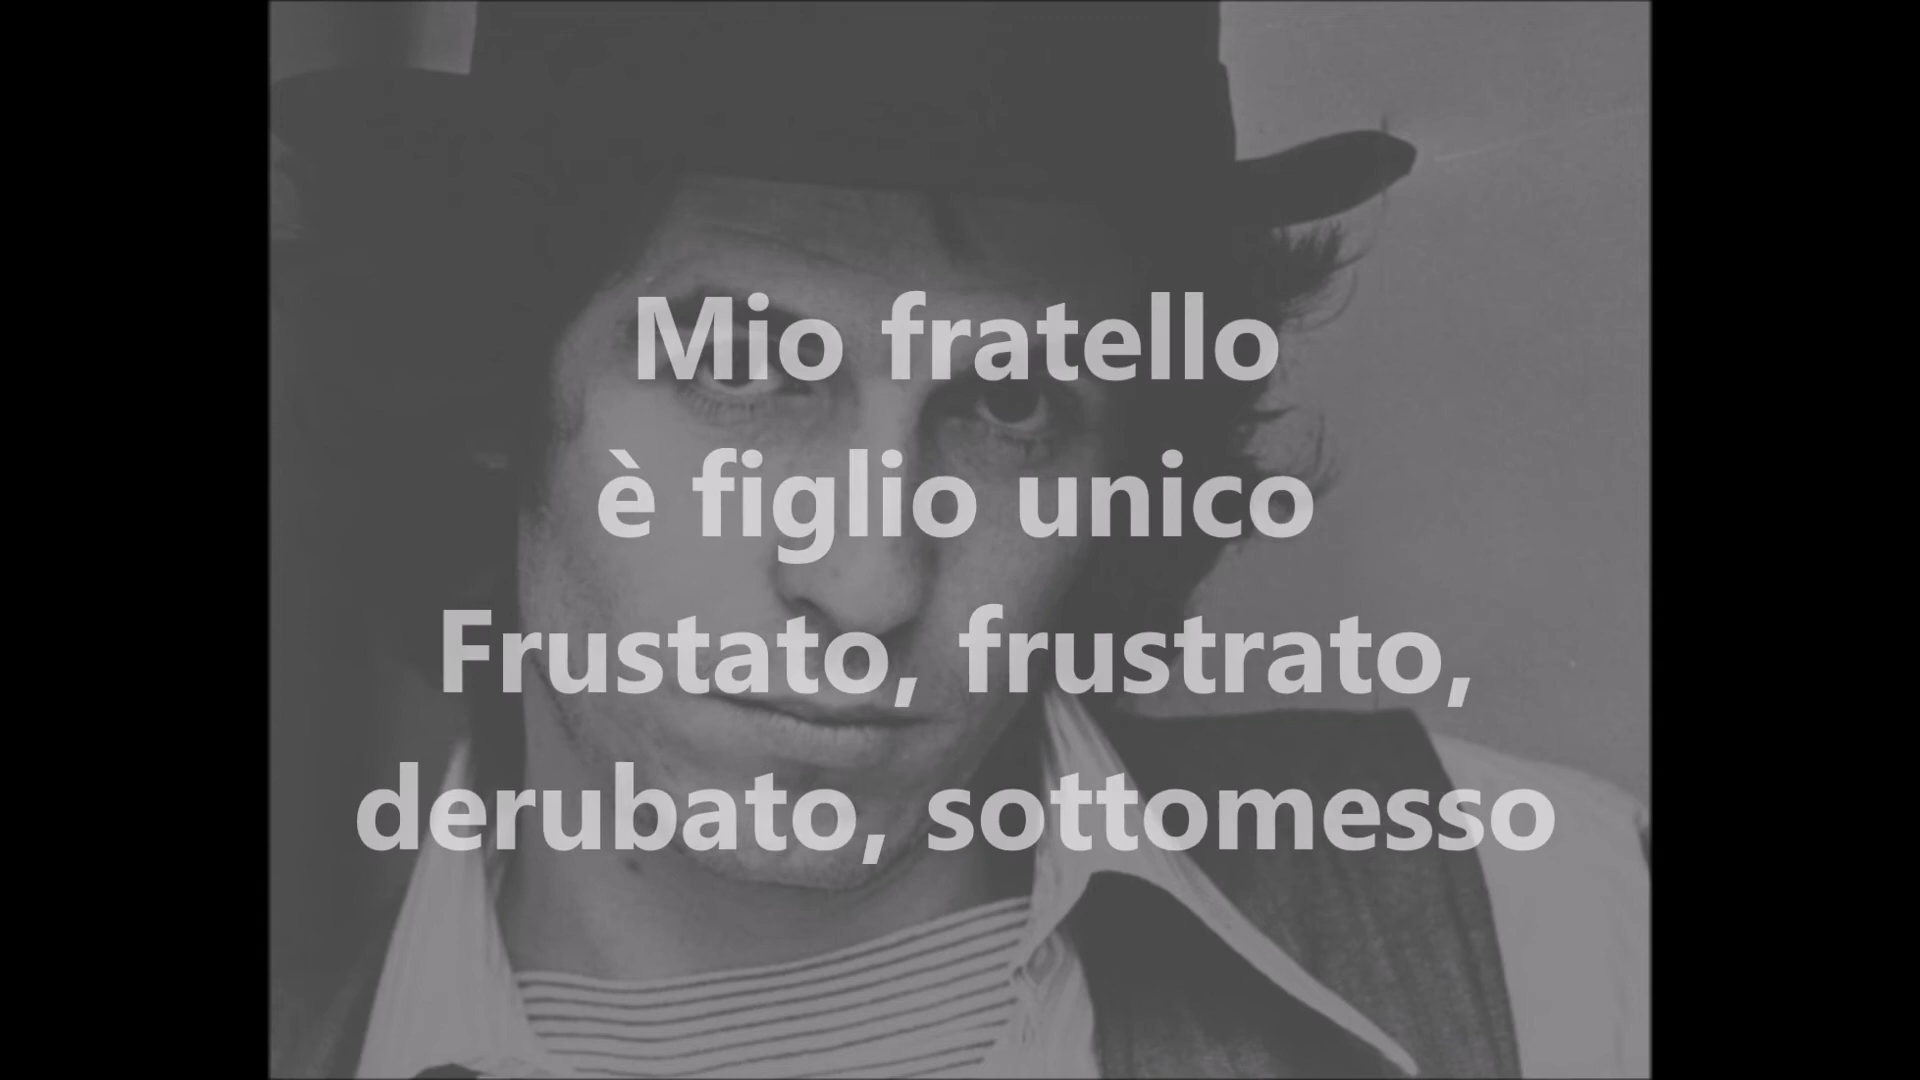 Mio fratello
è figlio unico
Frustato, frustrato,
derubato, sottomesso